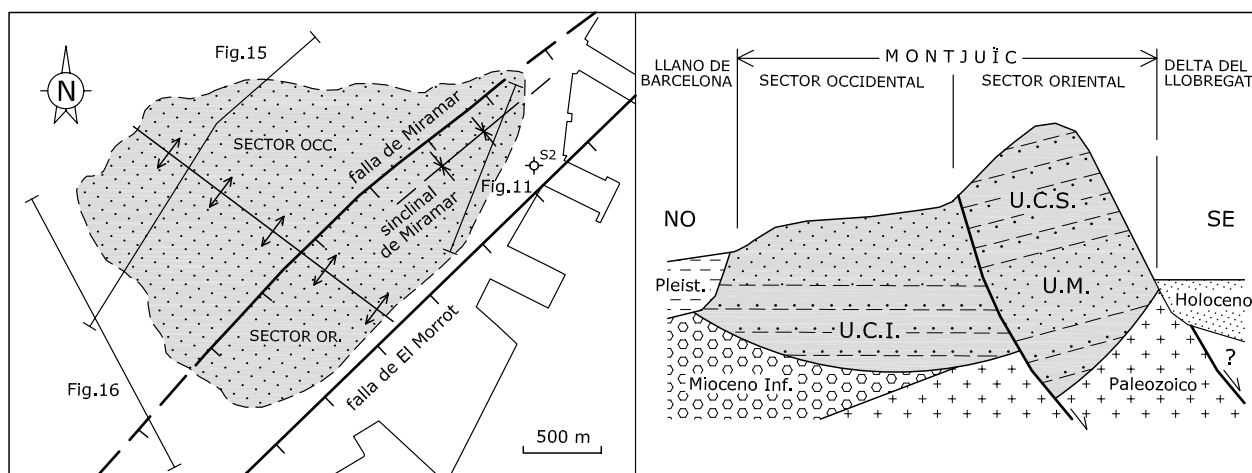 Fig.15
N
SECTOR OCC.
falla de Miramar
sinclinal
de Miramar
S2
Fig.11
SECTOR OR.
falla de El Morrot
Fig.16
500 m
MONTJUÏC
LLANO DE
BARCELONA
SECTOR OCCIDENTAL
SECTOR ORIENTAL
DELTA DEL
LLOBREGAT
NO
SE
U.C.S.
Pleist.
U.M.
Holoceno
U.C.I.
?
Mioceno Inf.
Paleozoico